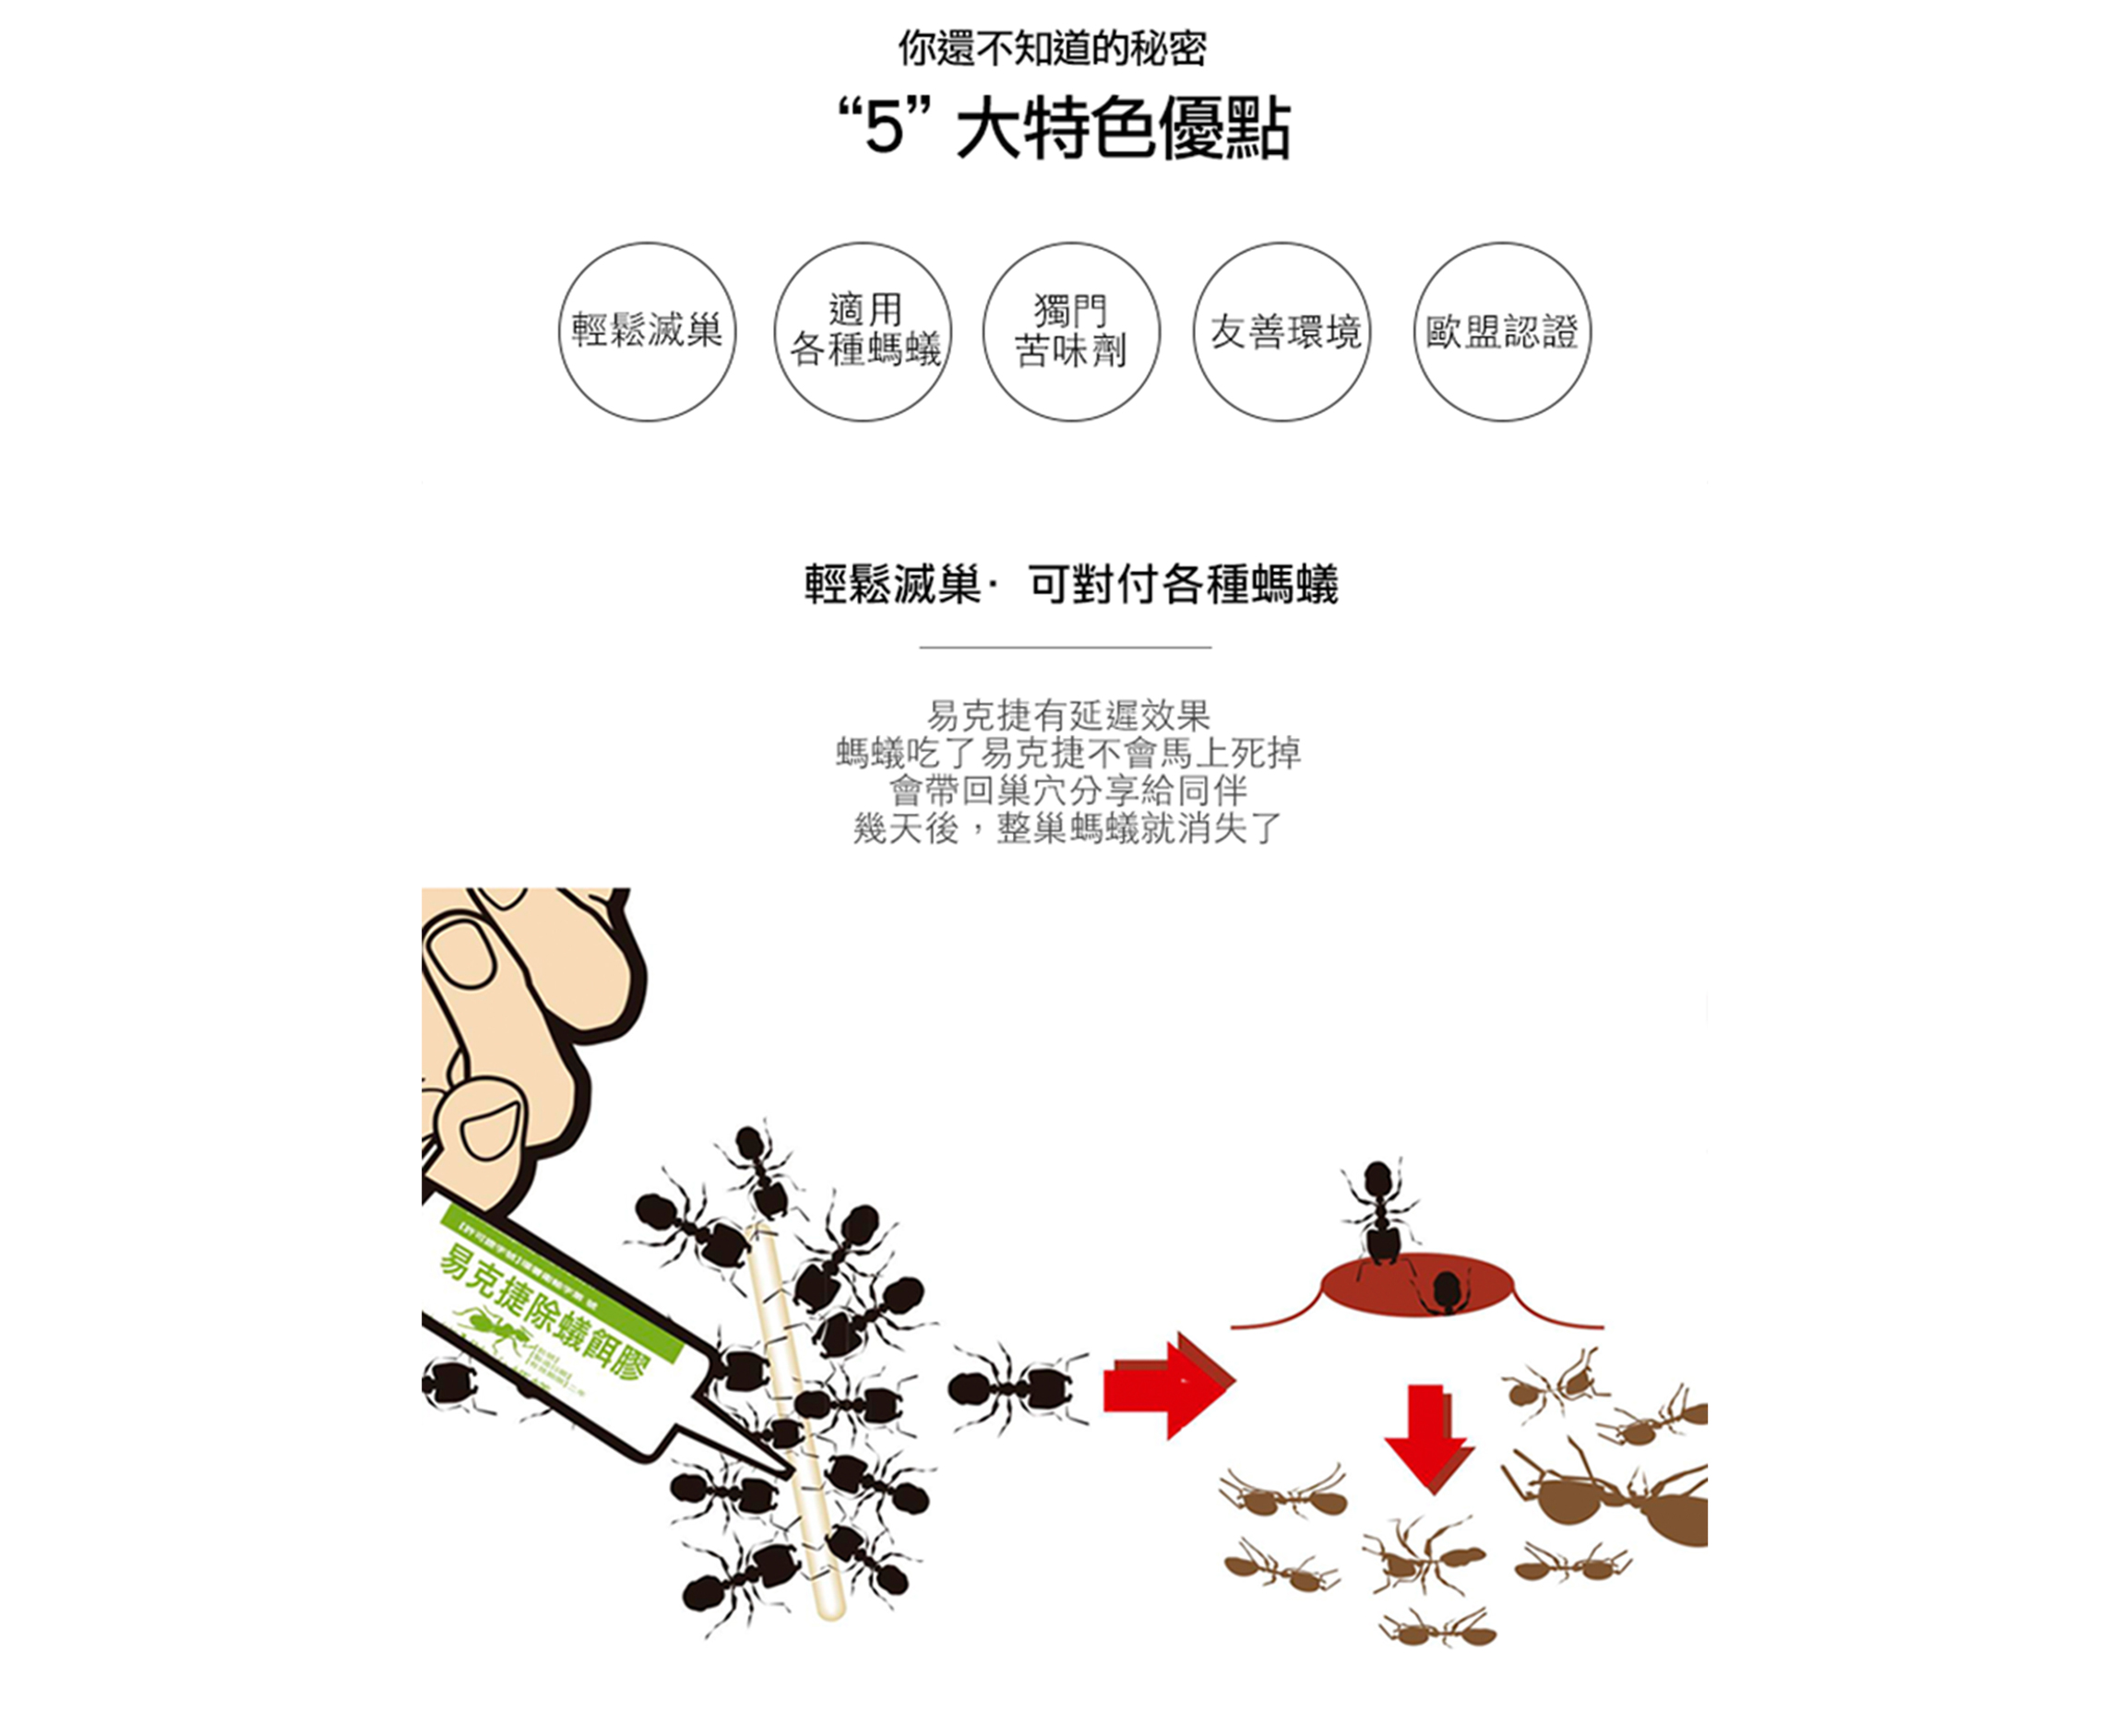 你還不知道的秘密
“5” 大特色優點
輕鬆滅巢
適用
各種螞蟻
獨門
苦味劑
友善環境
歐盟認證
輕鬆滅巢· 可對付各種螞蟻
易克捷有延遲效果
螞蟻吃了易克捷不會馬上死掉
會帶回巢穴分享給同伴
幾天後，整巢螞蟻就消失了
易克捷除蟻餌膠